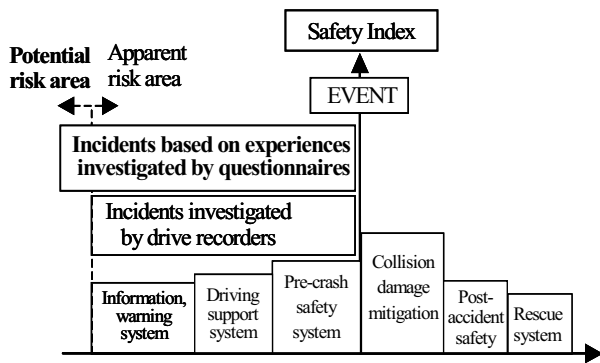 Safety Index
Potential
risk area
Apparent
risk area
EVENT
Incidents based on experiences
investigated by questionnaires
Incidents investigated
by drive recorders
Information,
warning
system
Driving
support
system
Pre-crash
safety
system
Collision
damage
mitigation
Post-
accident
safety
Rescue
system